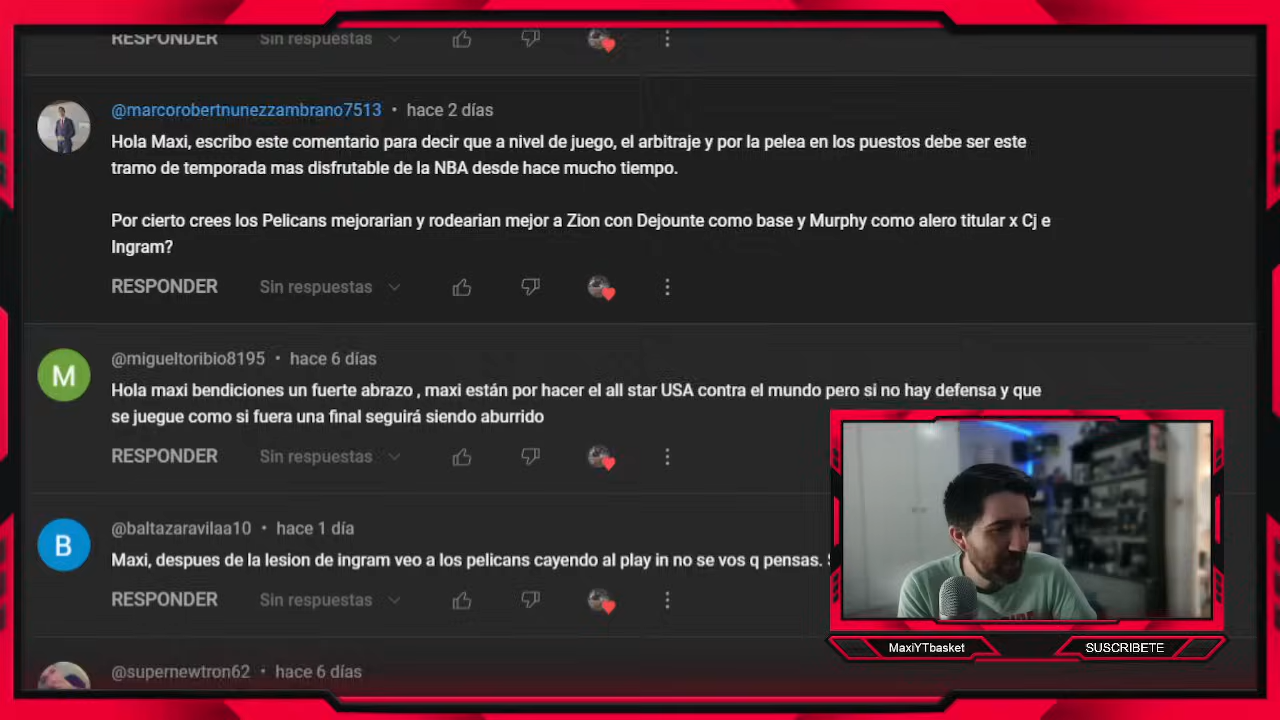 RESPONDER Sin respuestas
@marcorobertnunezzambrano7513 • hace 2 días
Hola Maxi, escribo este comentario para decir que a nivel de juego, el arbitraje y por la pelea en los puestos debe ser este
tramo de temporada mas disfrutable de la NBA desde hace mucho tiempo.
Por cierto crees los Pelicans mejorarian y rodearian mejor a Zion con Dejounte como base y Murphy como alero titular x Cj e
Ingram?
RESPONDER Sin respuestas
M
@migueltoribio8195 • hace 6 días
Hola maxi bendiciones un fuerte abrazo , maxi están por hacer el all star USA contra el mundo pero si no hay defensa y que
se juegue como si fuera una final seguirá siendo aburrido
RESPONDER Sin respuestas
B
@baltazaravilaa10 • hace 1 día
Maxi, despues de la lesion de ingram veo a los pelicans cayendo al play in no se vos q pensas.
RESPONDER Sin respuestas
MaxiYTbasket
SUSCRIBETE
@supernewtron62 • hace 6 días